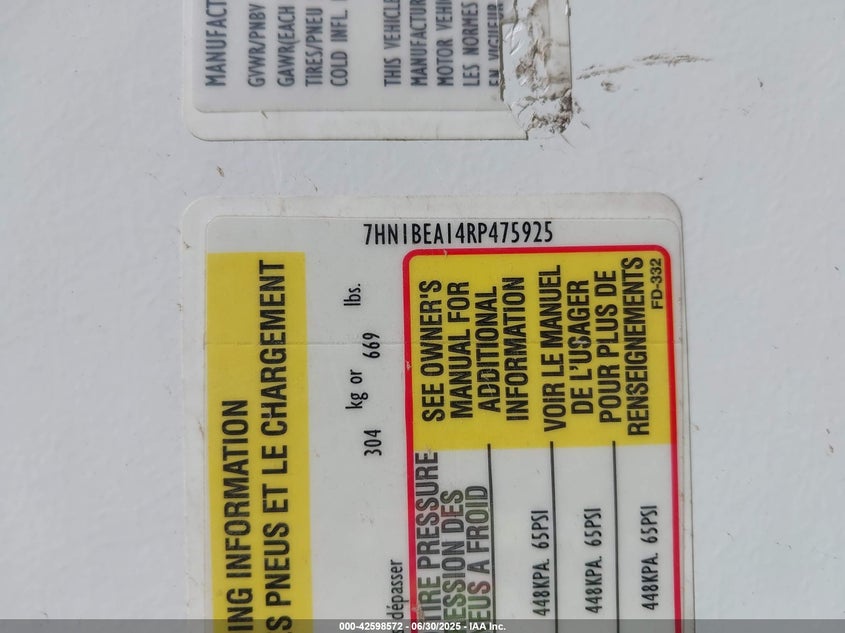 MANUFACT
GVWR/PNBV
GAWR/EACH
TIRES/PNEU
COLD INFL.
THIS VEHICLE
MANUFACTUR
MOTOR VEHI
LES NORMES
EN VIGUEUR
7HN1BEA14RP475925
ING INFORMATION
S PNEUS ET LE CHARGEMENT
304 kg or 669 lbs.
dépasser
TIRE PRESSURE
ESSION DES
EUS A FROID
SEE OWNER'S
MANUAL FOR
ADDITIONAL
INFORMATION
VOIR LE MANUEL
DE L'USAGER
POUR PLUS DE
RENSEIGNEMENTS
FD-332
448KPA. 65PSI
448KPA. 65PSI
448KPA. 65PSI
000-42598572 - 06/30/2025 - IAA Inc.